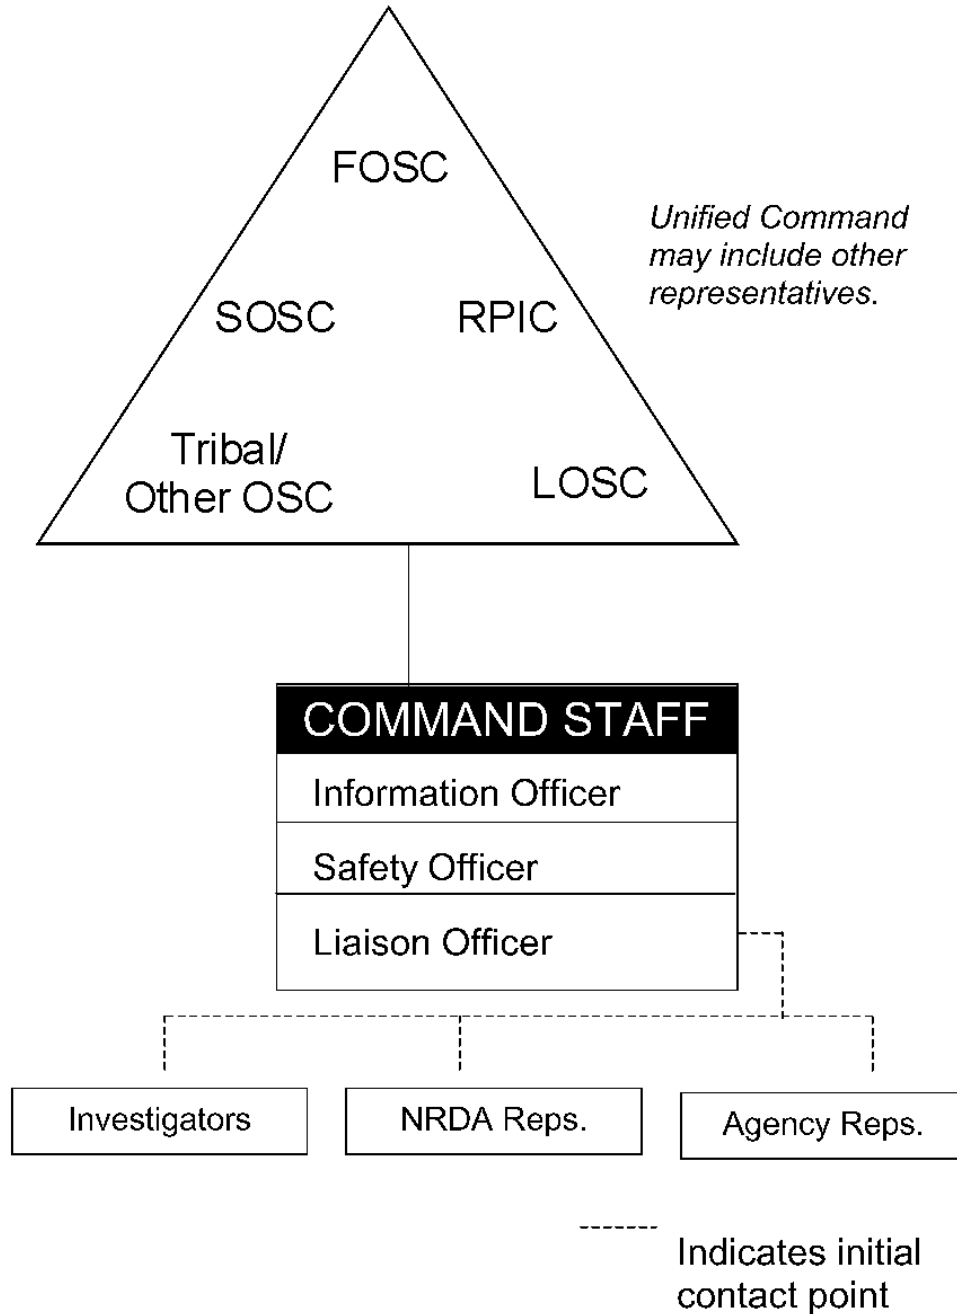 FOSC
Unified Command
may include other
representatives.
SOSC RPIC
Tribal/
Other OSC
LOSC
COMMAND STAFF
Information Officer
Safety Officer
Liaison Officer
Investigators
NRDA Reps.
Agency Reps.
Indicates initial
contact point